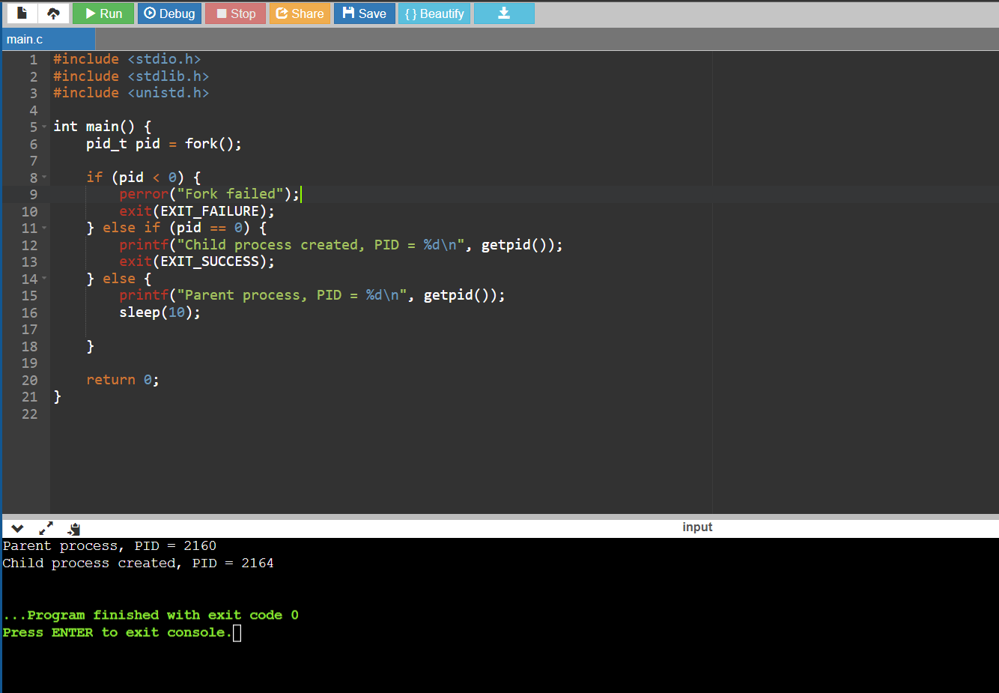 Run Debug Stop Share Save { } Beautify
main.c
1 #include <stdio.h>
2 #include <stdlib.h>
3 #include <unistd.h>
4
5 int main() {
6     pid_t pid = fork();
7
8     if (pid < 0) {
9         perror("Fork failed");
10         exit(EXIT_FAILURE);
11     } else if (pid == 0) {
12         printf("Child process created, PID = %d\n", getpid());
13         exit(EXIT_SUCCESS);
14     } else {
15         printf("Parent process, PID = %d\n", getpid());
16         sleep(10);
17
18     }
19
20     return 0;
21 }
22
input
Parent process, PID = 2160
Child process created, PID = 2164
...Program finished with exit code 0
Press ENTER to exit console.